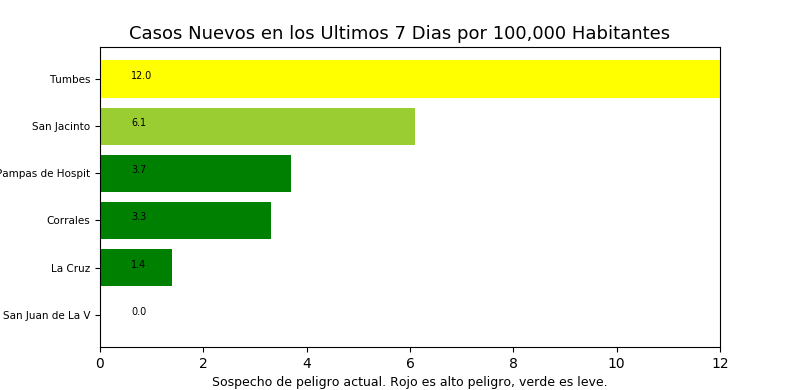 Casos Nuevos en los Ultimos 7 Dias por 100,000 Habitantes
Tumbes 12.0
San Jacinto 6.1
Pampas de Hospit 3.7
Corrales 3.3
La Cruz 1.4
San Juan de La V 0.0
0 2 4 6 8 10 12
Sospecho de peligro actual. Rojo es alto peligro, verde es leve.